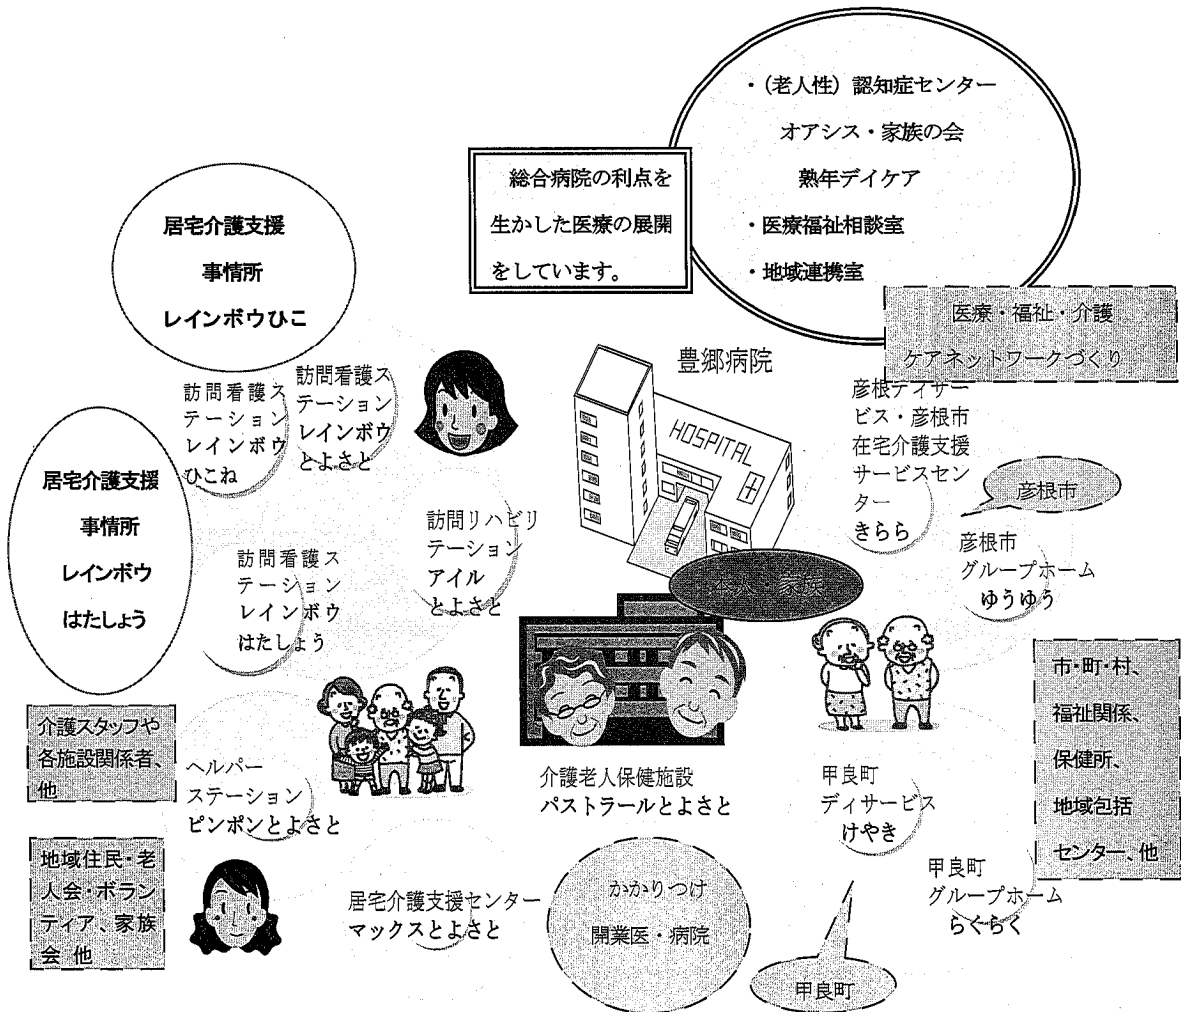 ・(老人性) 認知症センター
オアシス・家族の会
熟年デイケア
・医療福祉相談室
・地域連携室
総合病院の利点を
生かした医療の展開
をしています。
居宅介護支援
事情所
レインボウひこ
医療・福祉・介護
ケアネットワークづくり
豊郷病院
HOSPITAL
訪問看護ス
テーション
レインボウ
ひこね
訪問看護ス
テーション
レインボウ
とよさと
彦根ディサー
ビス・彦根市
在宅介護支援
サービスセン
ター
きらら
彦根市
居宅介護支援
事情所
レインボウ
はたしょう
訪問リハビリ
テーション
アイル
とよさと
彦根市
グループホーム
ゆうゆう
訪問看護ス
テーション
レインボウ
はたしょう
本人・家族
市・町・村、
福祉関係、
保健所、
地域包括
センター、他
介護スタッフや
各施設関係者、
他
ヘルパー
ステーション
ピンポンとよさと
介護老人保健施設
パストラールとよさと
甲良町
ディサービス
けやき
地域住民・老
人会・ボラン
ティア、家族
会 他
居宅介護支援センター
マックスとよさと
かかりつけ
開業医・病院
甲良町
グループホーム
らくらく
甲良町